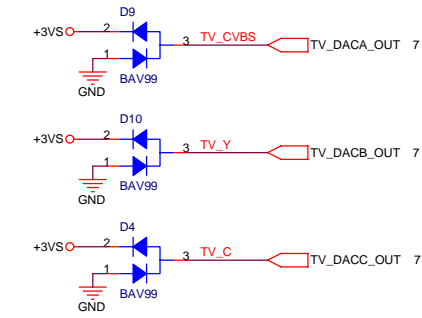 D9
+3VS 2
3 TV_CVBS TV_DACA_OUT 7
1
BAV99
GND
D10
+3VS 2
3 TV_Y TV_DACB_OUT 7
1
BAV99
GND
D4
+3VS 2
3 TV_C TV_DACC_OUT 7
1
BAV99
GND